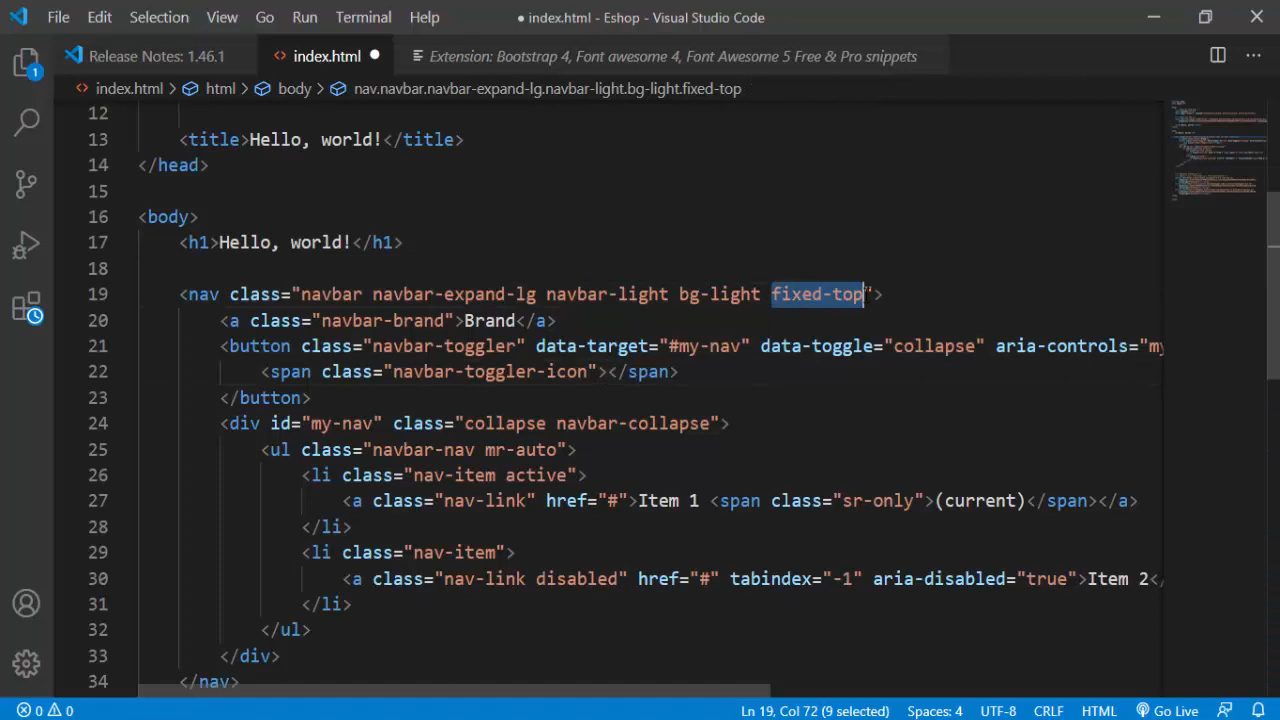 File Edit Selection View Go Run Terminal Help ● index.html - Eshop - Visual Studio Code
Release Notes: 1.46.1 <> index.html ● Extension: Bootstrap 4, Font awesome 4, Font Awesome 5 Free & Pro snippets
1 <> index.html > html > body > nav.navbar.navbar-expand-lg.navbar-light.bg-light.fixed-top
12
13 <title>Hello, world!</title>
14 </head>
15
16 <body>
17 <h1>Hello, world!</h1>
18
19 <nav class="navbar navbar-expand-lg navbar-light bg-light fixed-top">
20 <a class="navbar-brand">Brand</a>
21 <button class="navbar-toggler" data-target="#my-nav" data-toggle="collapse" aria-controls="my
22 <span class="navbar-toggler-icon"></span>
23 </button>
24 <div id="my-nav" class="collapse navbar-collapse">
25 <ul class="navbar-nav mr-auto">
26 <li class="nav-item active">
27 <a class="nav-link" href="#">Item 1 <span class="sr-only">(current)</span></a>
28 </li>
29 <li class="nav-item">
30 <a class="nav-link disabled" href="#" tabindex="-1" aria-disabled="true">Item 2</
31 </li>
32 </ul>
33 </div>
34 </nav>
0 0 Ln 19, Col 72 (9 selected) Spaces: 4 UTF-8 CRLF HTML Go Live